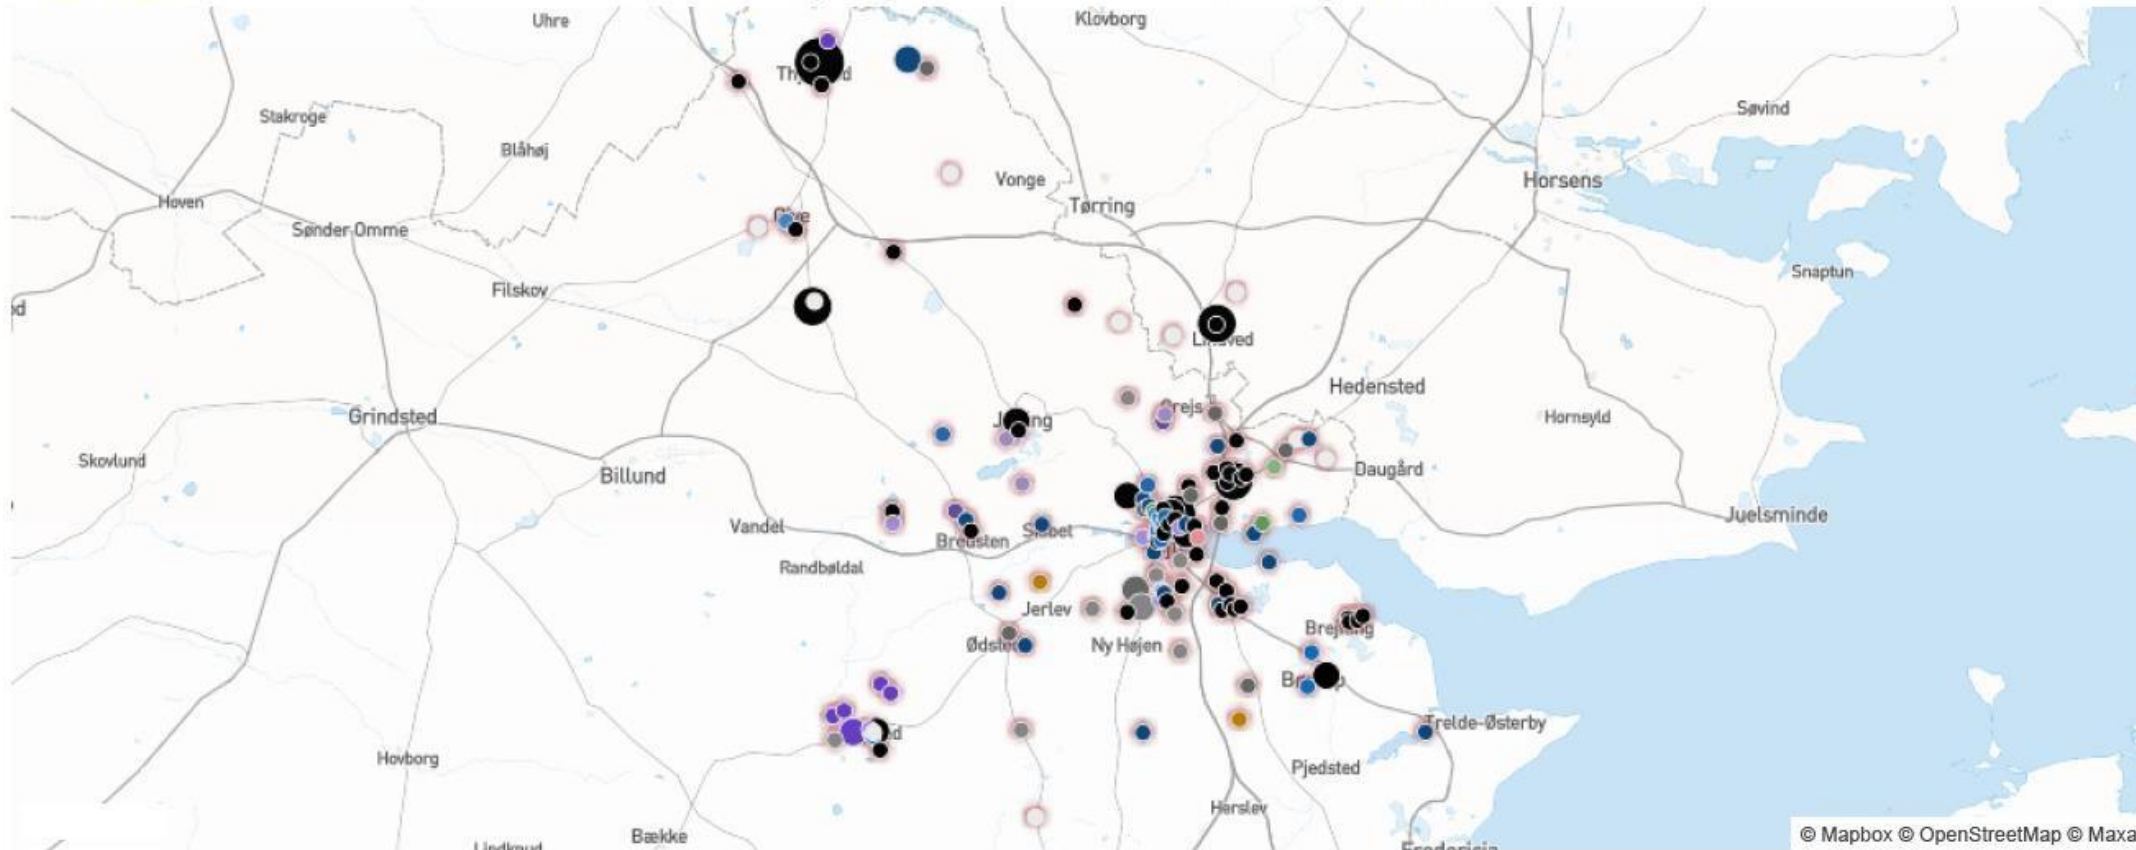 Uhre
Klovborg
Stakroge
Søvind
Blåhøj
Vonge
Horsens
Hoven
Tørring
Sønder Omme
Snaptun
Filskov
Hedensted
Grindsted
Hornsyld
Skovlund
Billund
Daugård
Juelsminde
Vandel
Randbøldal
Jerlev
Ny Højen
Trelde-Østerby
Hovborg
Pjedsted
Herslev
Bække
© Mapbox © OpenStreetMap © Maxa